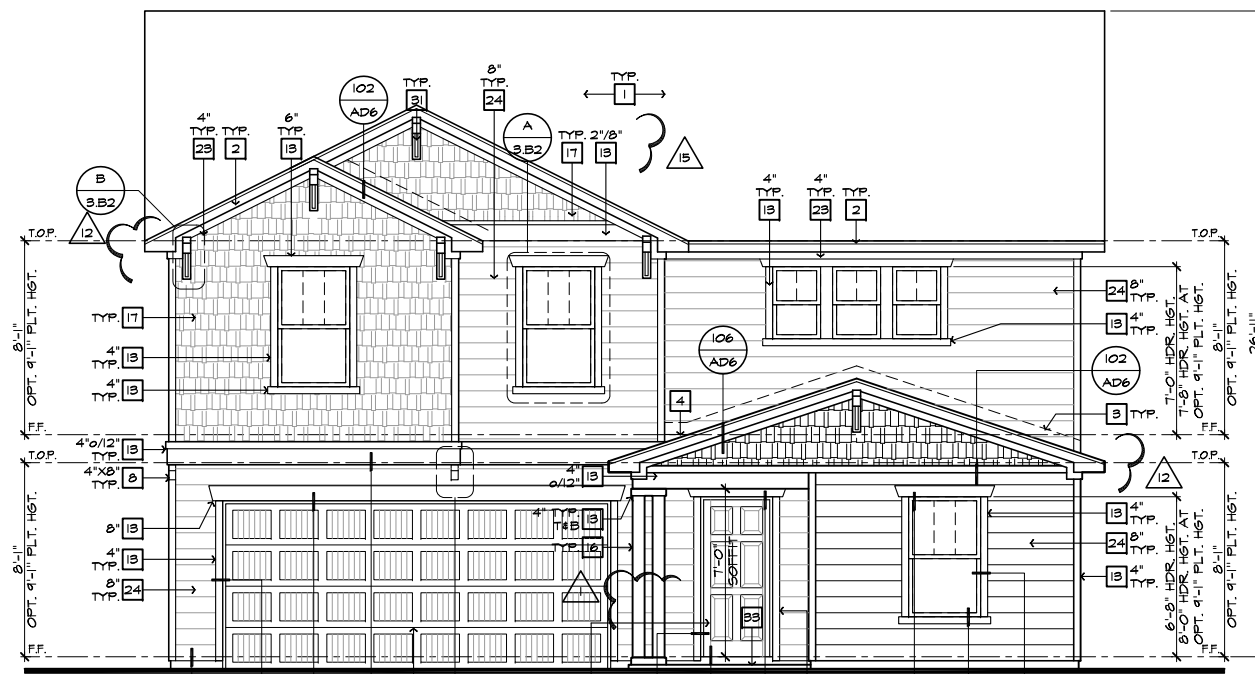 102
AD6
TYP.
31
8"
TYP.
24
TYP.
1
4"
TYP.
23
TYP.
2
6"
TYP.
13
A
3.B2
TYP.
17
2"/8"
13
15
B
3.B2
12
4"
TYP.
13
4"
TYP.
23
TYP.
2
T.O.P.
T.O.P.
8'-1"
OPT. 9'-1" PLT. HGT.
TYP. 17
4"
TYP. 13
4"
TYP. 13
F.F.
24 8"
TYP.
13 4"
TYP.
7'-0" HDR. HGT.
7'-8" HDR. HGT. AT
OPT. 9'-1" PLT. HGT.
8'-1"
OPT. 9'-1" PLT. HGT.
26'-11"
106
AD6
102
AD6
4
3 TYP.
F.F.
4"0/12"
TYP. 13
T.O.P.
4"X8"
TYP. 8
4"
0/12"
13
T.O.P.
12
8'-1"
OPT. 9'-1" PLT. HGT.
8" 13
4"
TYP. 13
8"
TYP. 24
4" TYP.
T&B
13
TYP. 16
1
7'-0"
SOFFIT
33
13 4"
TYP.
24 8"
TYP.
13 4"
TYP.
6'-8" HDR. HGT.
8'-0" HDR. HGT. AT
OPT. 9'-1" PLT. HGT.
8'-1"
OPT. 9'-1" PLT. HGT.
F.F.
F.F.